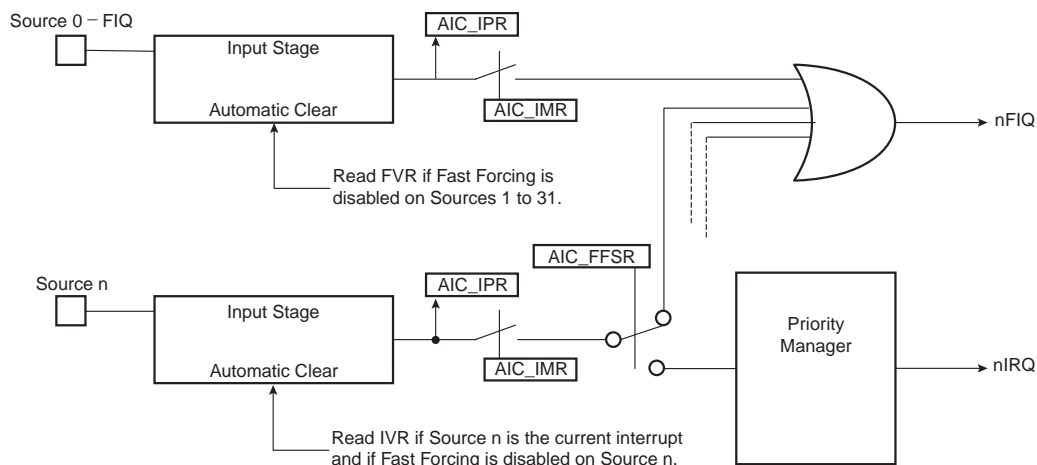 Source 0 – FIQ
AIC_IPR
Input Stage
Automatic Clear
AIC_IMR
nFIQ
Read FVR if Fast Forcing is
disabled on Sources 1 to 31.
AIC_FFSR
Source n
AIC_IPR
Input Stage
Priority
Manager
Automatic Clear
AIC_IMR
nIRQ
Read IVR if Source n is the current interrupt
and if Fast Forcing is disabled on Source n.